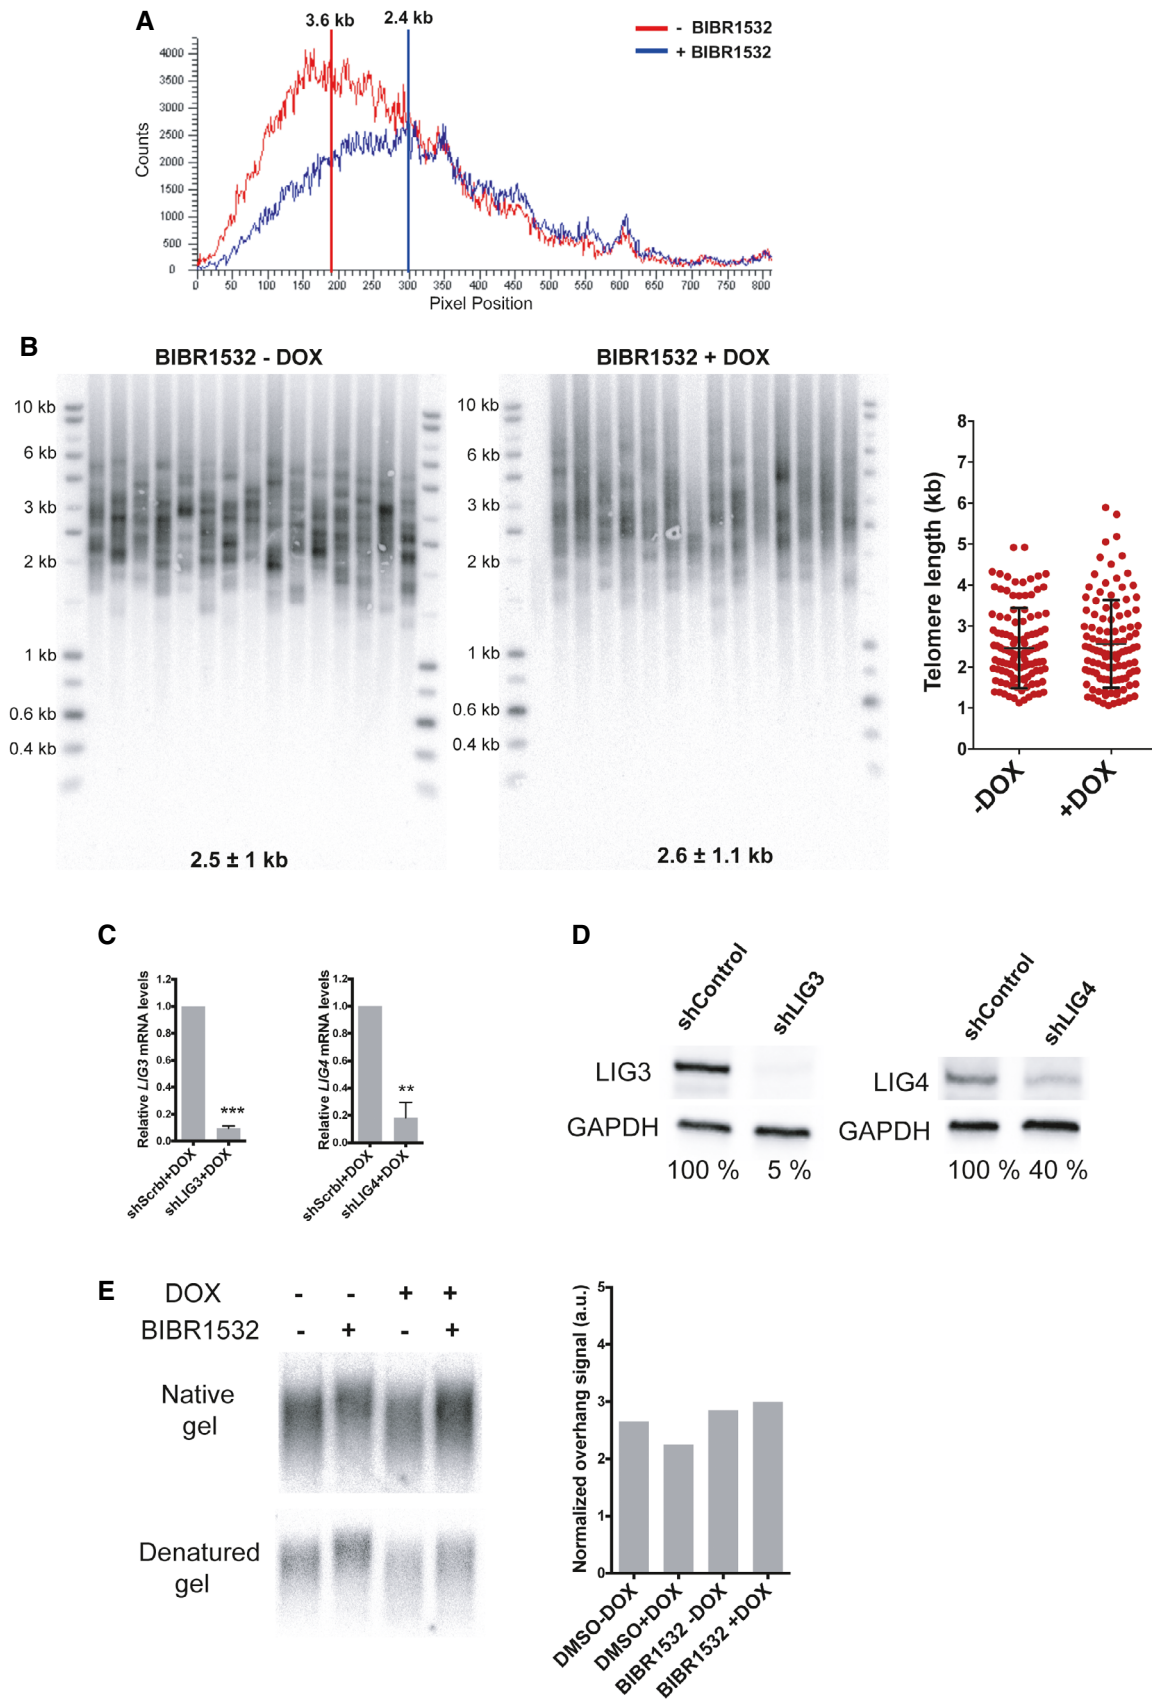 A
3.6 kb
2.4 kb
- BIBR1532
+ BIBR1532
Counts
4000
3500
3000
2500
2000
1500
1000
500
0
0 50 100 150 200 250 300 350 400 450 500 550 600 650 700 750 800
Pixel Position
B
BIBR1532 - DOX
10 kb
6 kb
3 kb
2 kb
1 kb
0.6 kb
0.4 kb
2.5 ± 1 kb
BIBR1532 + DOX
10 kb
6 kb
3 kb
2 kb
1 kb
0.6 kb
0.4 kb
2.6 ± 1.1 kb
Telomere length (kb)
8
7
6
5
4
3
2
1
0
-DOX
+DOX
C
Relative LIG3 mRNA levels
1.2
1.0
0.8
0.6
0.4
0.2
0.0
***
shScrbl+DOX
shLIG3+DOX
Relative LIG4 mRNA levels
1.2
1.0
0.8
0.6
0.4
0.2
0.0
**
shScrbl+DOX
shLIG4+DOX
D
shControl
shLIG3
LIG3
GAPDH
100 % 5 %
shControl
shLIG4
LIG4
GAPDH
100 % 40 %
E
DOX - - + +
BIBR1532 - + - +
Native
gel
Denatured
gel
Normalized overhang signal (a.u.)
5
4
3
2
1
0
DMSO-DOX
DMSO+DOX
BIBR1532 -DOX
BIBR1532 +DOX